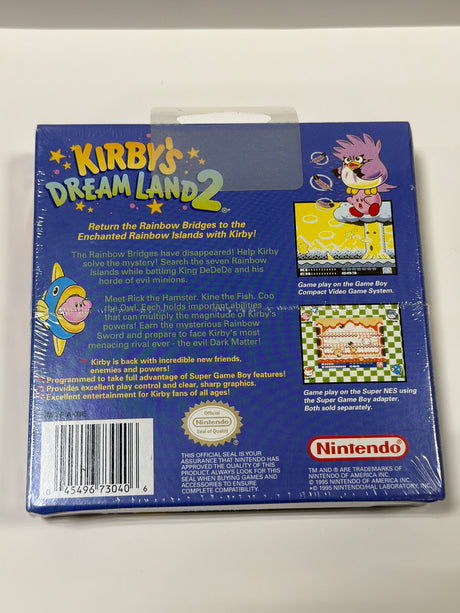 KIRBY'S
DREAM LAND 2
Return the Rainbow Bridges to the
Enchanted Rainbow Islands with Kirby!
The Rainbow Bridges have disappeared! Help Kirby
solve the mystery! Search the seven Rainbow
Islands while battling King DeDeDe and his
horde of evil minions.
Meet Rick the Hamster. Kine the Fish. Coo
the Owl. Each holds important abilities
that can multiply the magnitude of Kirby's
powers! Earn the mysterious Rainbow
Sword and prepare to face Kirby's most
menacing rival ever - the evil Dark Matter!
• Kirby is back with incredible new friends,
enemies and powers!
• Programmed to take full advantage of Super Game Boy features!
• Provides excellent play control and clear, sharp graphics.
• Excellent entertainment for Kirby fans of all ages!
Game play on the Game Boy
Compact Video Game System.
Game play on the Super NES using
the Super Game Boy adapter.
Both sold separately.
0 45496 73040 6
Official
Nintendo
Seal of Quality
THIS OFFICIAL SEAL IS YOUR
ASSURANCE THAT NINTENDO HAS
APPROVED THE QUALITY OF THIS
PRODUCT. ALWAYS LOOK FOR THIS
SEAL WHEN BUYING GAMES AND
ACCESSORIES TO ENSURE
COMPLETE COMPATIBILITY.
Nintendo
TM AND ® ARE TRADEMARKS OF
NINTENDO OF AMERICA INC.
© 1995 NINTENDO OF AMERICA INC.
© 1995 NINTENDO/HAL LABORATORY, INC.